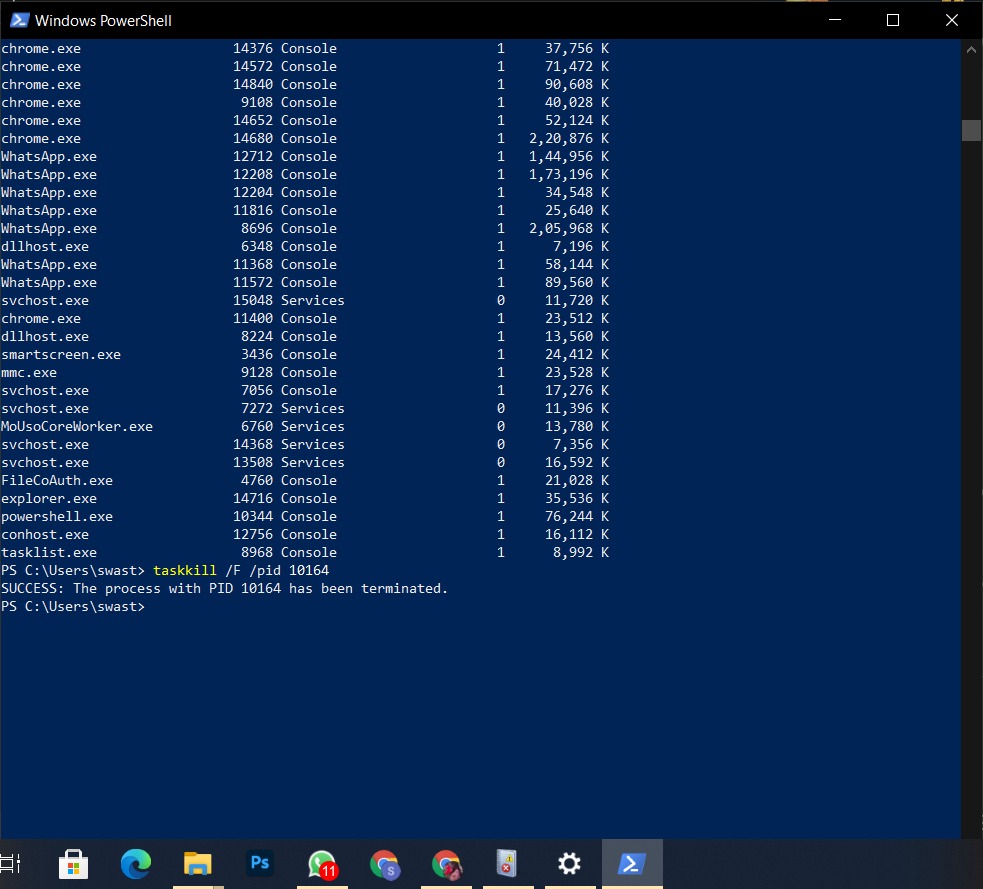 Windows PowerShell
chrome.exe 14376 Console 1 37,756 K
chrome.exe 14572 Console 1 71,472 K
chrome.exe 14840 Console 1 90,608 K
chrome.exe 9108 Console 1 40,028 K
chrome.exe 14652 Console 1 52,124 K
chrome.exe 14680 Console 1 2,20,876 K
WhatsApp.exe 12712 Console 1 1,44,956 K
WhatsApp.exe 12208 Console 1 1,73,196 K
WhatsApp.exe 12204 Console 1 34,548 K
WhatsApp.exe 11816 Console 1 25,640 K
WhatsApp.exe 8696 Console 1 2,05,968 K
dllhost.exe 6348 Console 1 7,196 K
WhatsApp.exe 11368 Console 1 58,144 K
WhatsApp.exe 11572 Console 1 89,560 K
svchost.exe 15048 Services 0 11,720 K
chrome.exe 11400 Console 1 23,512 K
dllhost.exe 8224 Console 1 13,560 K
smartscreen.exe 3436 Console 1 24,412 K
mmc.exe 9128 Console 1 23,528 K
svchost.exe 7056 Console 1 17,276 K
svchost.exe 7272 Services 0 11,396 K
MoUsoCoreWorker.exe 6760 Services 0 13,780 K
svchost.exe 14368 Services 0 7,356 K
svchost.exe 13508 Services 0 16,592 K
FileCoAuth.exe 4760 Console 1 21,028 K
explorer.exe 14716 Console 1 35,536 K
powershell.exe 10344 Console 1 76,244 K
conhost.exe 12756 Console 1 16,112 K
tasklist.exe 8968 Console 1 8,992 K
PS C:\Users\swast> taskkill /F /pid 10164
SUCCESS: The process with PID 10164 has been terminated.
PS C:\Users\swast>
Ps 11 S